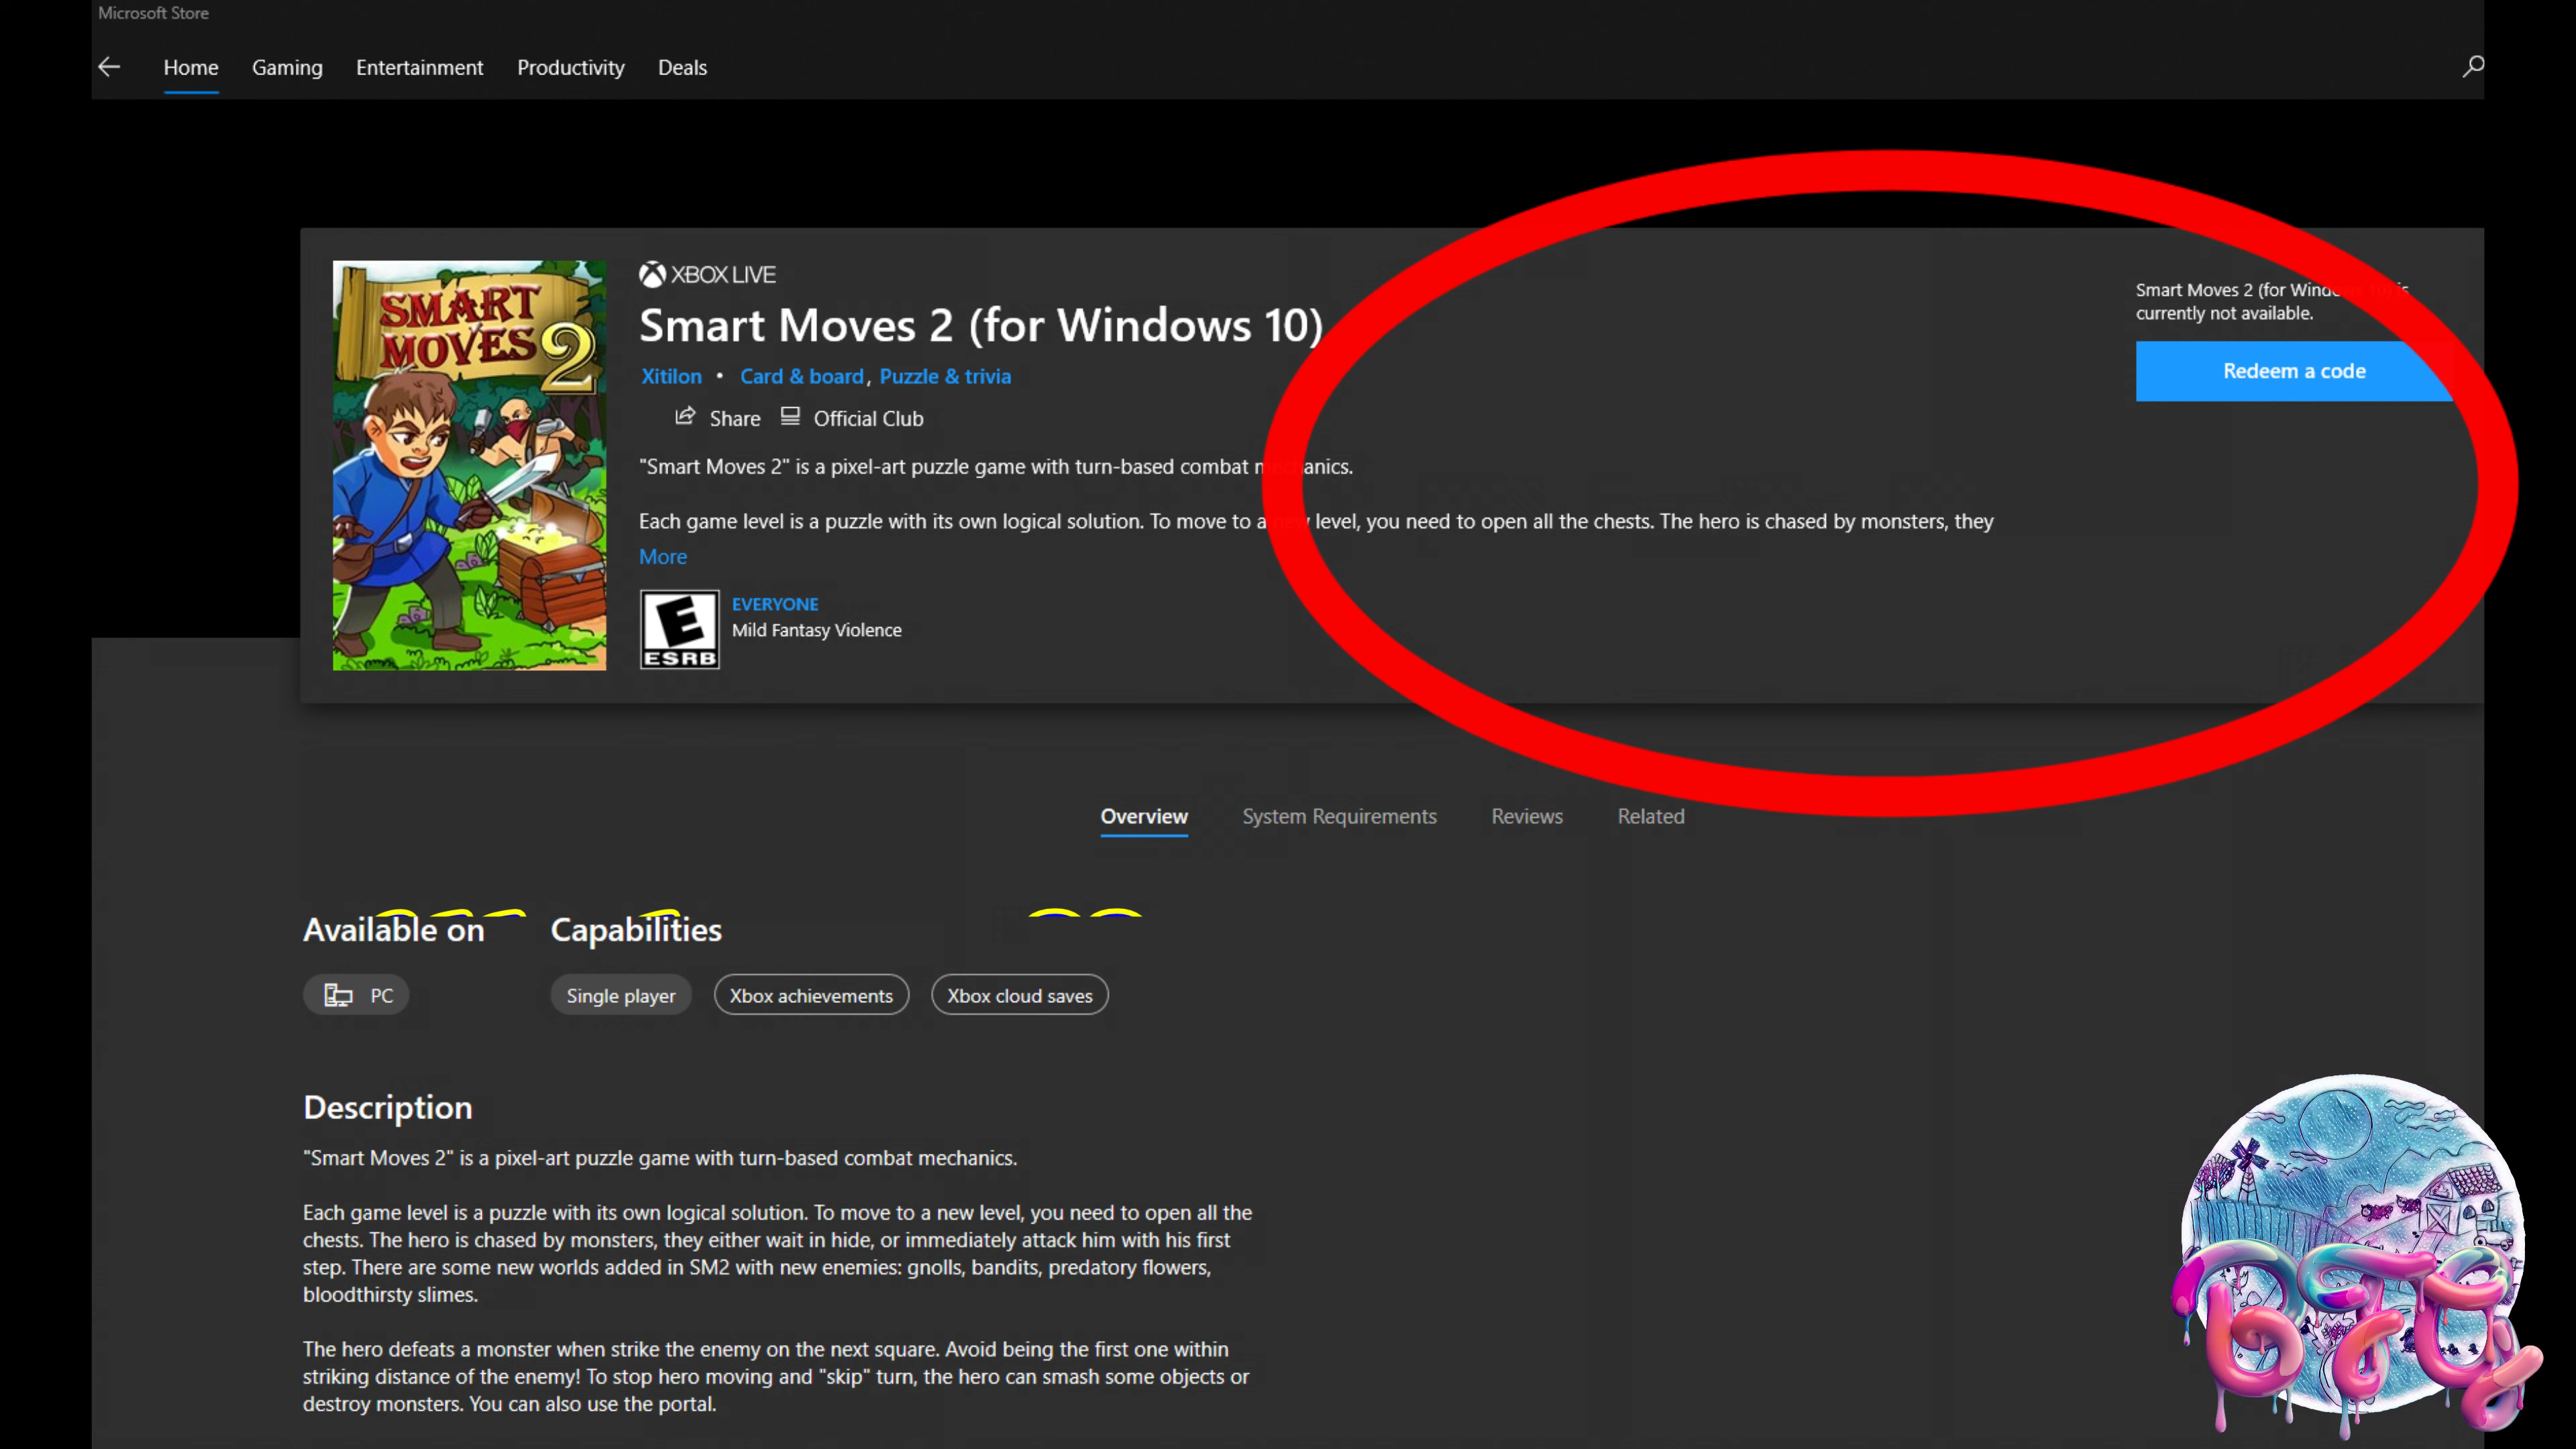 Microsoft Store
Home Gaming Entertainment Productivity Deals
SMART
MOVES
2
XBOX LIVE
Smart Moves 2 (for Windows 10)
Xitilon • Card & board, Puzzle & trivia
Share Official Club
"Smart Moves 2" is a pixel-art puzzle game with turn-based combat mechanics.
Each game level is a puzzle with its own logical solution. To move to a new level, you need to open all the chests. The hero is chased by monsters, they
More
E
ESRB
EVERYONE
Mild Fantasy Violence
Smart Moves 2 (for Windows 10) is
currently not available.
Redeem a code
Overview System Requirements Reviews Related
Available on
PC
Capabilities
Single player Xbox achievements Xbox cloud saves
Description
"Smart Moves 2" is a pixel-art puzzle game with turn-based combat mechanics.
Each game level is a puzzle with its own logical solution. To move to a new level, you need to open all the
chests. The hero is chased by monsters, they either wait in hide, or immediately attack him with his first
step. There are some new worlds added in SM2 with new enemies: gnolls, bandits, predatory flowers,
bloodthirsty slimes.
The hero defeats a monster when strike the enemy on the next square. Avoid being the first one within
striking distance of the enemy! To stop hero moving and "skip" turn, the hero can smash some objects or
destroy monsters. You can also use the portal.